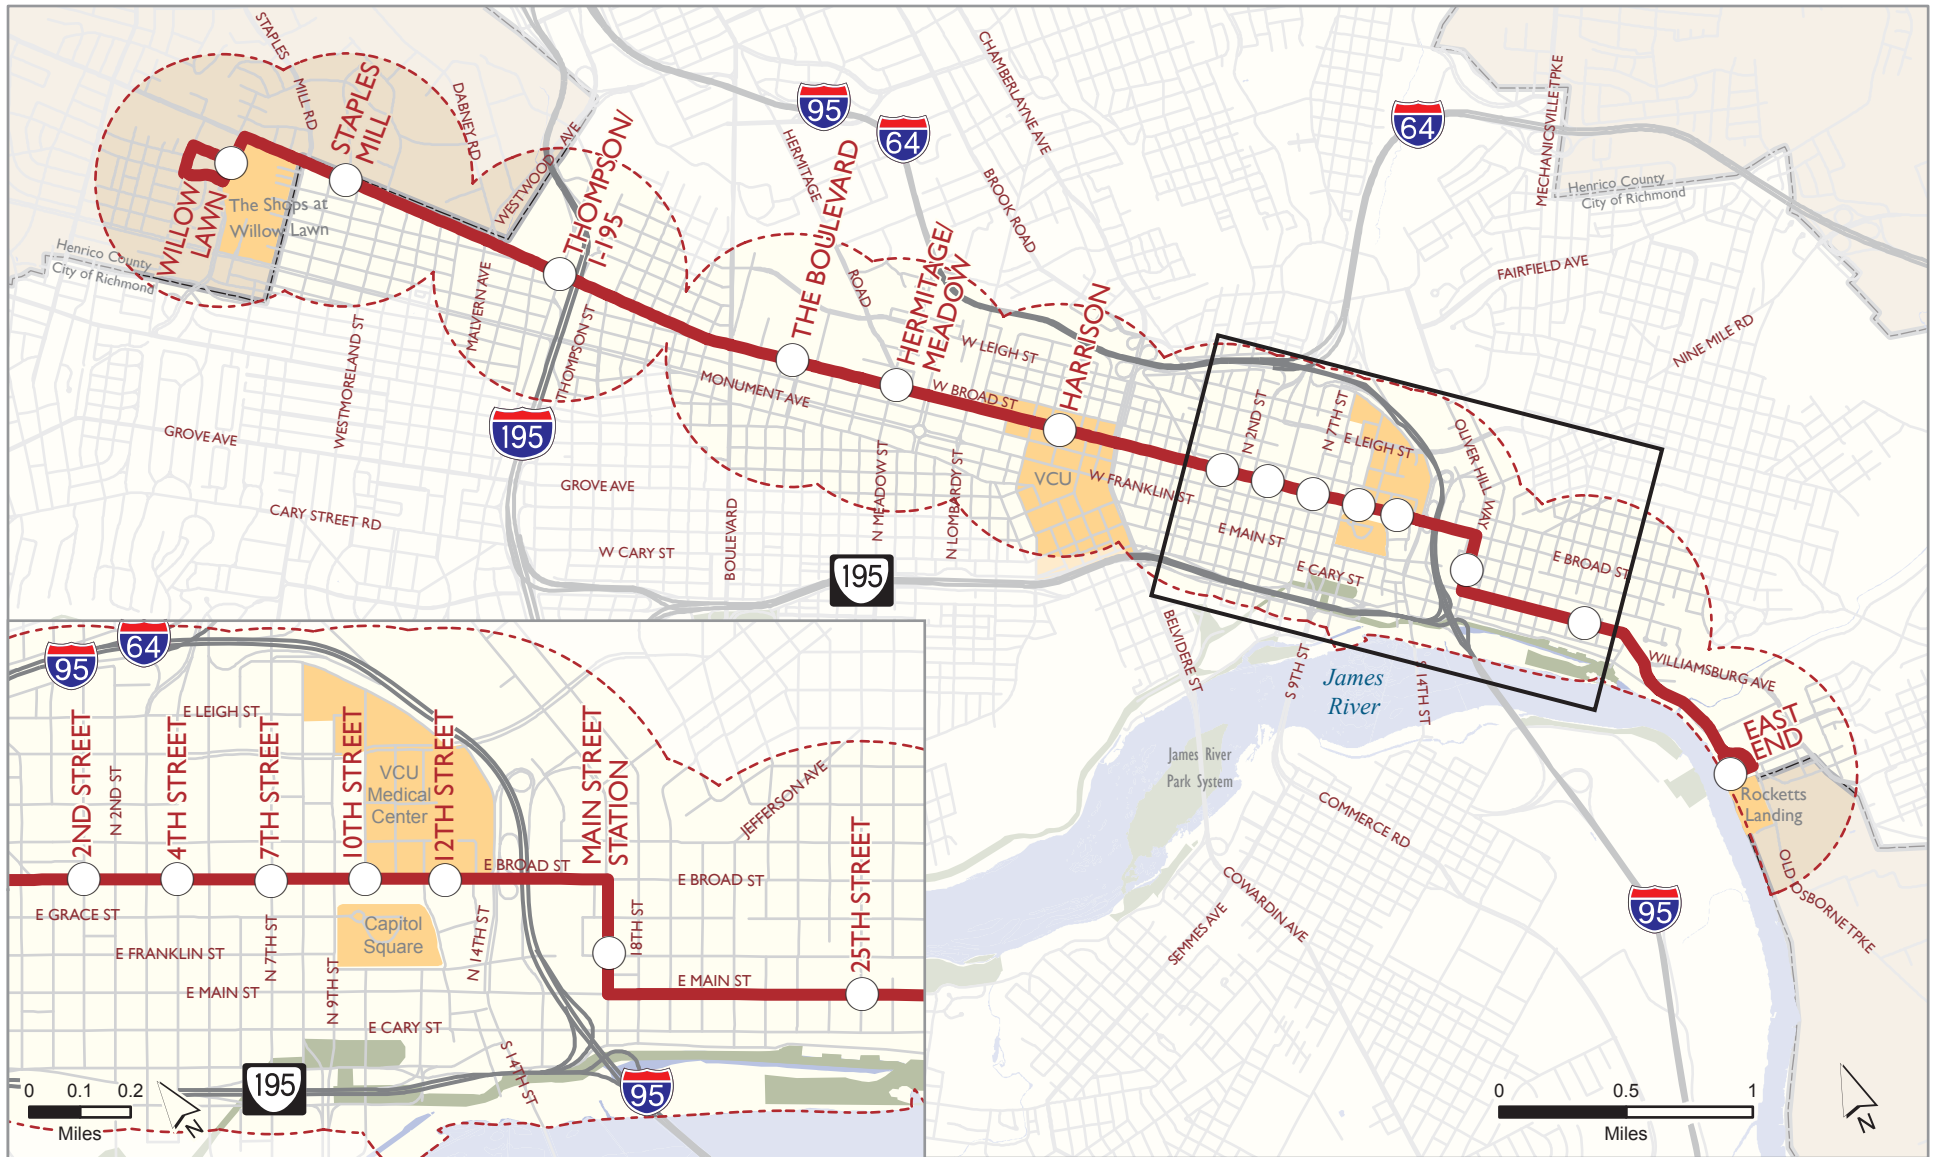 STAPLES
MILL RD
STAPLES
MILL
DABNEY RD
WESTWOOD AVE
THOMPSON/
I-195
WILLOW
LAWN
The Shops at
Willow Lawn
Henrico County
City of Richmond
95
64
HERMITAGE
ROAD
THE BOULEVARD
CHAMBERLAYNE AVE
BROOK ROAD
64
MECHANICSVILLE TPKE
Henrico County
City of Richmond
FAIRFIELD AVE
NINE MILE RD
HERMITAGE/
MEADOW
HARRISON
W LEIGH ST
W BROAD ST
MALVERN AVE
THOMPSON ST
WESTMORELAND ST
MONUMENT AVE
195
GROVE AVE
GROVE AVE
CARY STREET RD
W CARY ST
BOULEVARD
N MEADOW ST
N LOMBARDY ST
VCU
W FRANKLIN ST
N 2ND ST
N 7TH ST
E LEIGH ST
OLIVER HILL WAY
E MAIN ST
E CARY ST
E BROAD ST
195
BELVIDERE ST
S 9TH ST
S 14TH ST
James
River
WILLIAMSBURG AVE
EAST
END
Rocketts
Landing
James River
Park System
COMMERCE RD
COWARDIN AVE
SEMMES AVE
OLD OSBORNE TPKE
95
0
0.5
1
Miles
N
95
64
E LEIGH ST
2ND STREET
N 2ND ST
4TH STREET
7TH STREET
10TH STREET
12TH STREET
VCU
Medical
Center
MAIN STREET
STATION
JEFFERSON AVE
25TH STREET
E BROAD ST
E BROAD ST
E GRACE ST
E FRANKLIN ST
N 7TH ST
Capitol
Square
N 14TH ST
18TH ST
E MAIN ST
N 9TH ST
E MAIN ST
E CARY ST
S 14TH ST
195
95
0
0.1
0.2
Miles
N